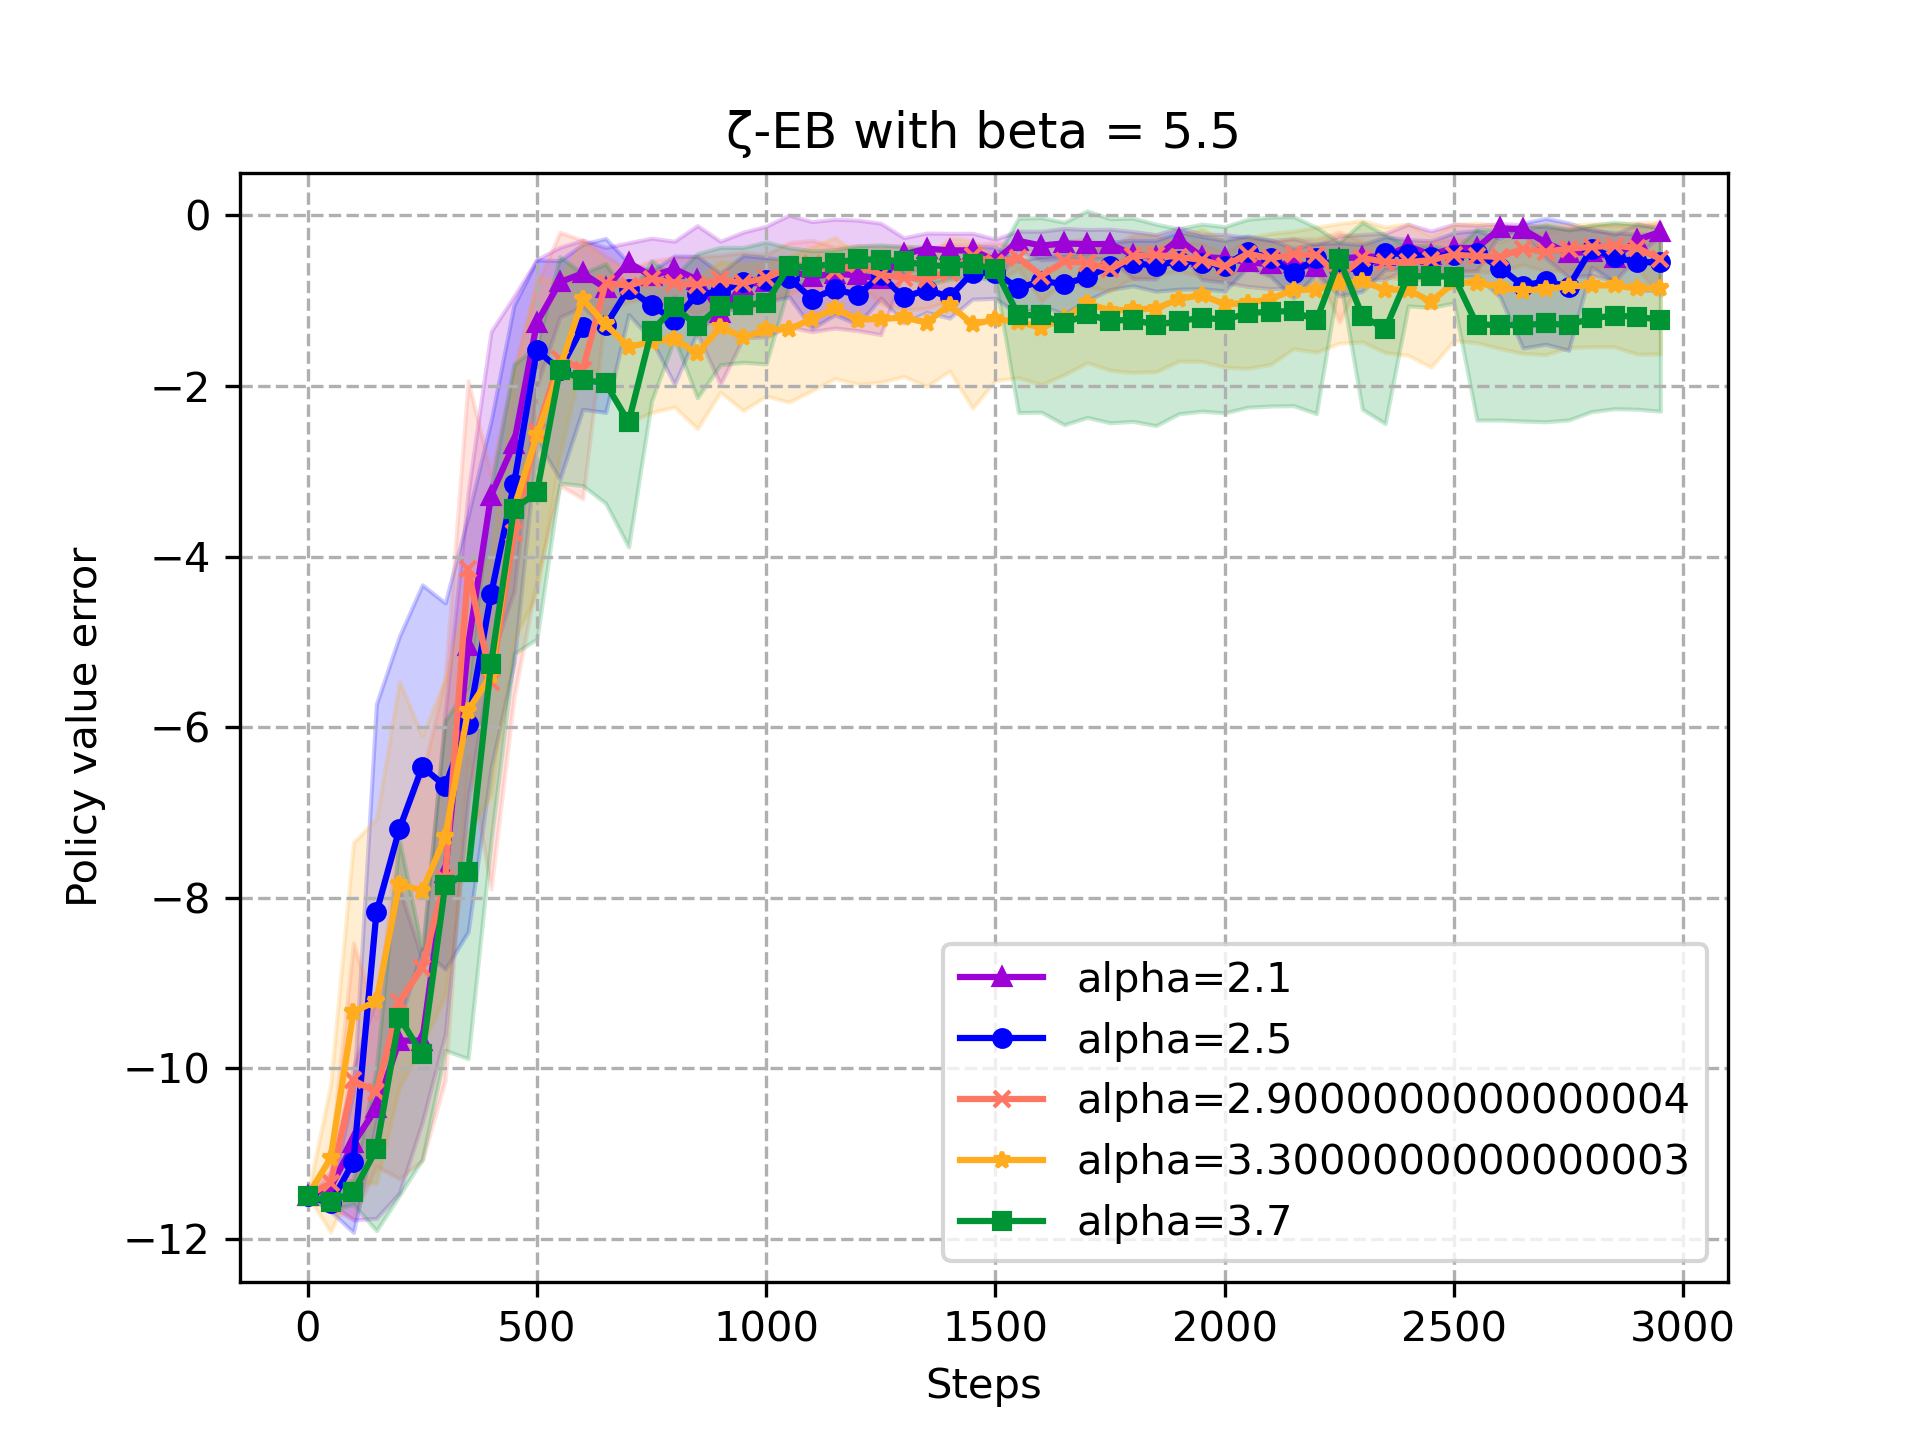 ζ-EB with beta = 5.5
Policy value error
0
−2
−4
−6
−8
−10
−12
0
500
1000
1500
2000
2500
3000
Steps
alpha=2.1
alpha=2.5
alpha=2.9000000000000004
alpha=3.3000000000000003
alpha=3.7